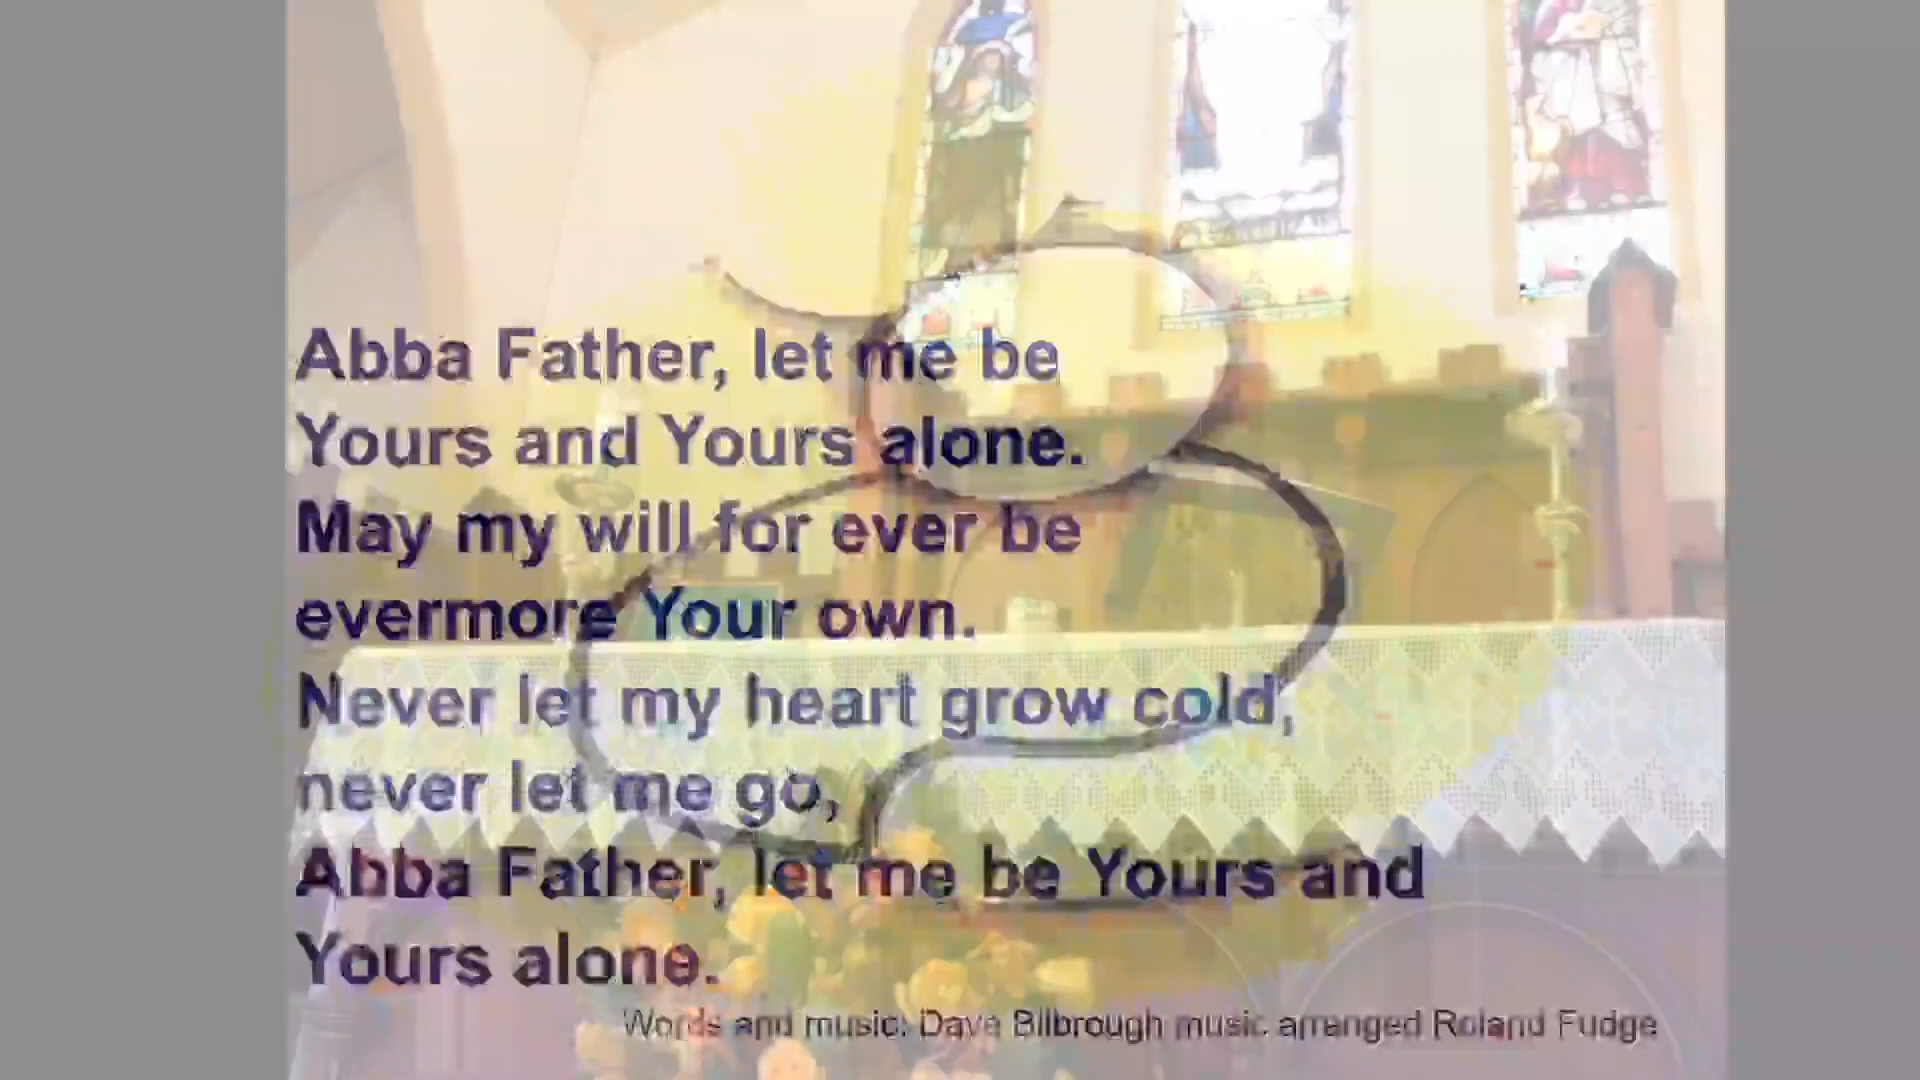 Abba Father, let me be
Yours and Yours alone.
May my will for ever be
evermore Your own.
Never let my heart grow cold,
never let me go,
Abba Father, let me be Yours and
Yours alone.
Words and music: Dave Bilbrough music arranged Roland Fudge